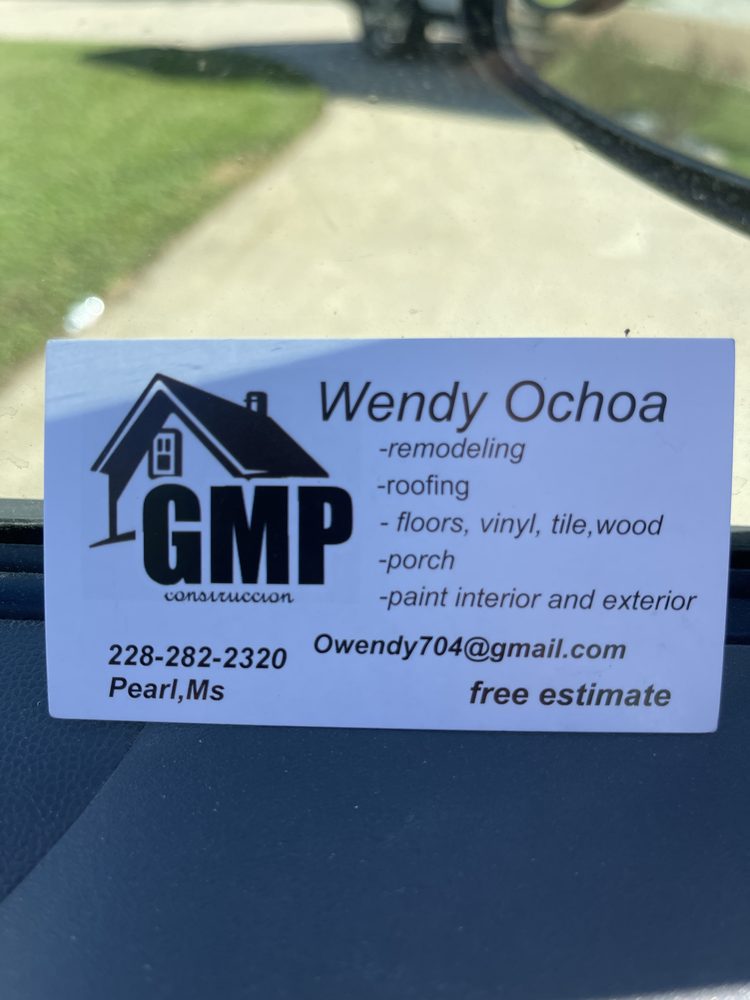 Wendy Ochoa
-remodeling
-roofing
- floors, vinyl, tile,wood
-porch
-paint interior and exterior
GMP
construccion
228-282-2320
Pearl,Ms
Owendy704@gmail.com
free estimate